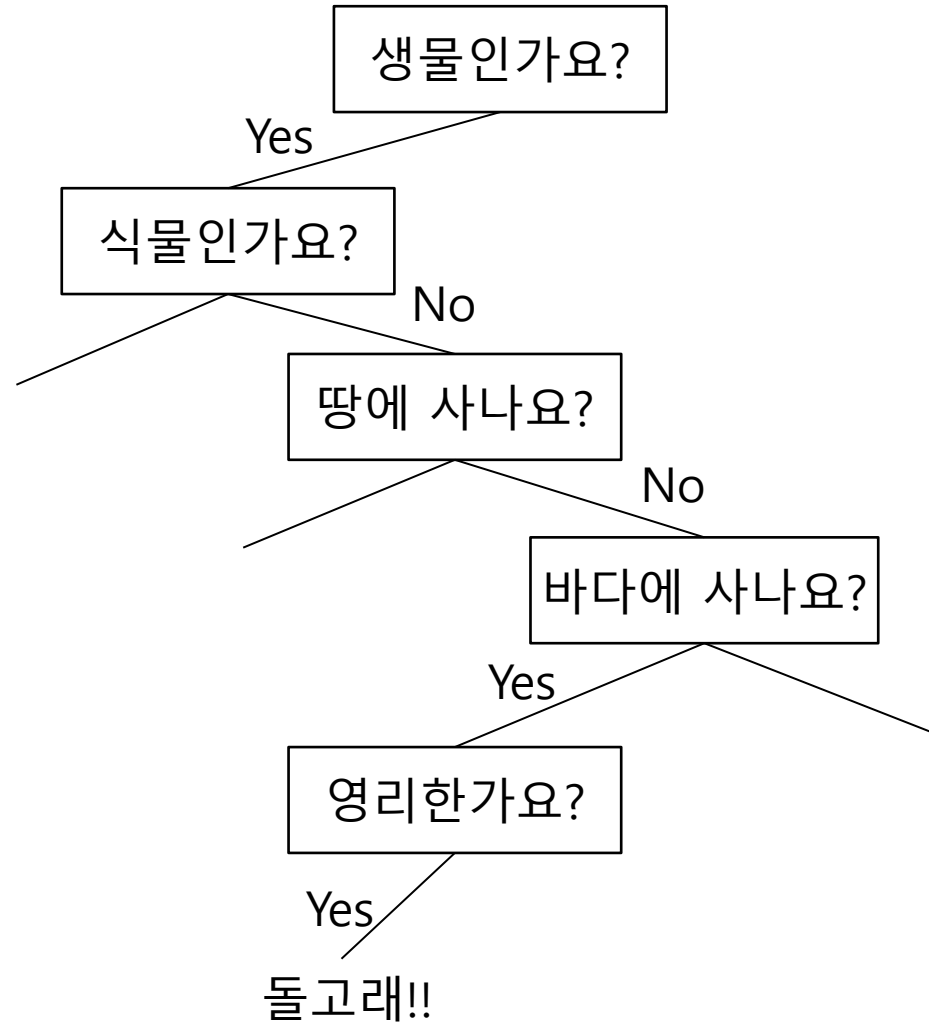 생물인가요?
Yes
식물인가요?
No
땅에 사나요?
No
바다에 사나요?
Yes
영리한가요?
Yes
돌고래!!